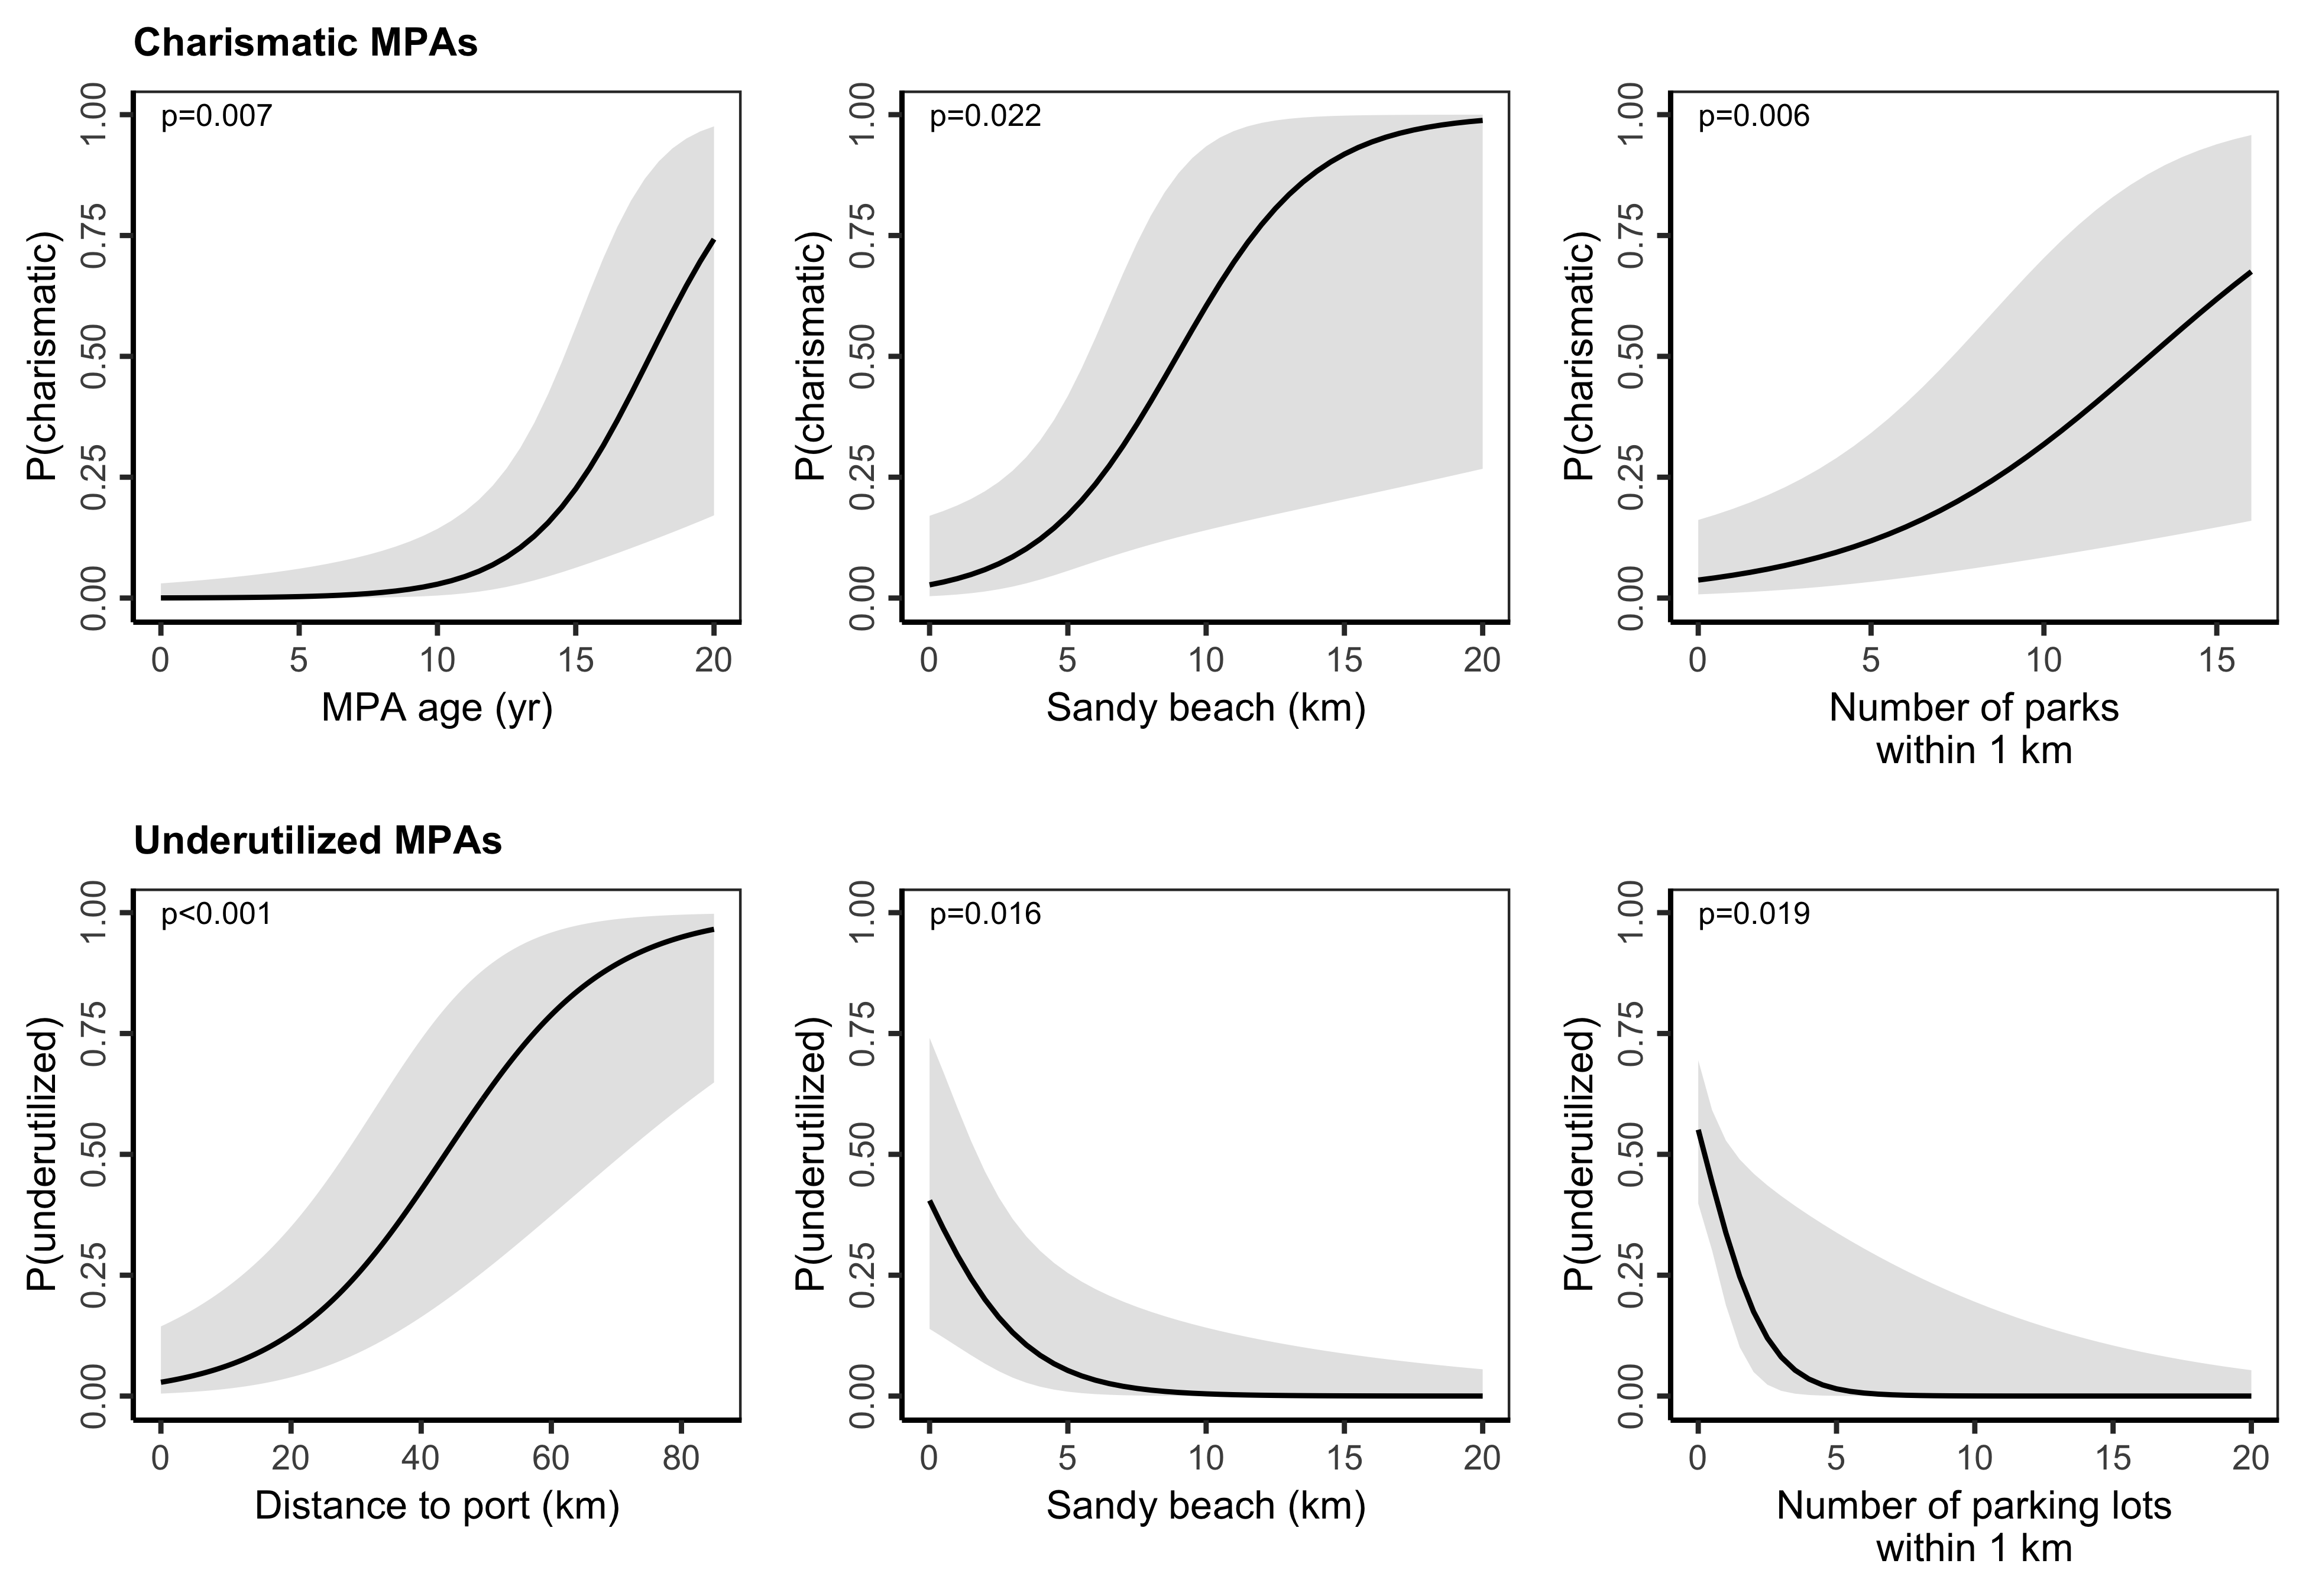 Charismatic MPAs
p=0.007
P(charismatic)
1.00
0.75
0.50
0.25
0.00
0 5 10 15 20
MPA age (yr)
p=0.022
P(charismatic)
1.00
0.75
0.50
0.25
0.00
0 5 10 15 20
Sandy beach (km)
p=0.006
P(charismatic)
1.00
0.75
0.50
0.25
0.00
0 5 10 15
Number of parks
within 1 km
Underutilized MPAs
p<0.001
P(underutilized)
1.00
0.75
0.50
0.25
0.00
0 20 40 60 80
Distance to port (km)
p=0.016
P(underutilized)
1.00
0.75
0.50
0.25
0.00
0 5 10 15 20
Sandy beach (km)
p=0.019
P(underutilized)
1.00
0.75
0.50
0.25
0.00
0 5 10 15 20
Number of parking lots
within 1 km